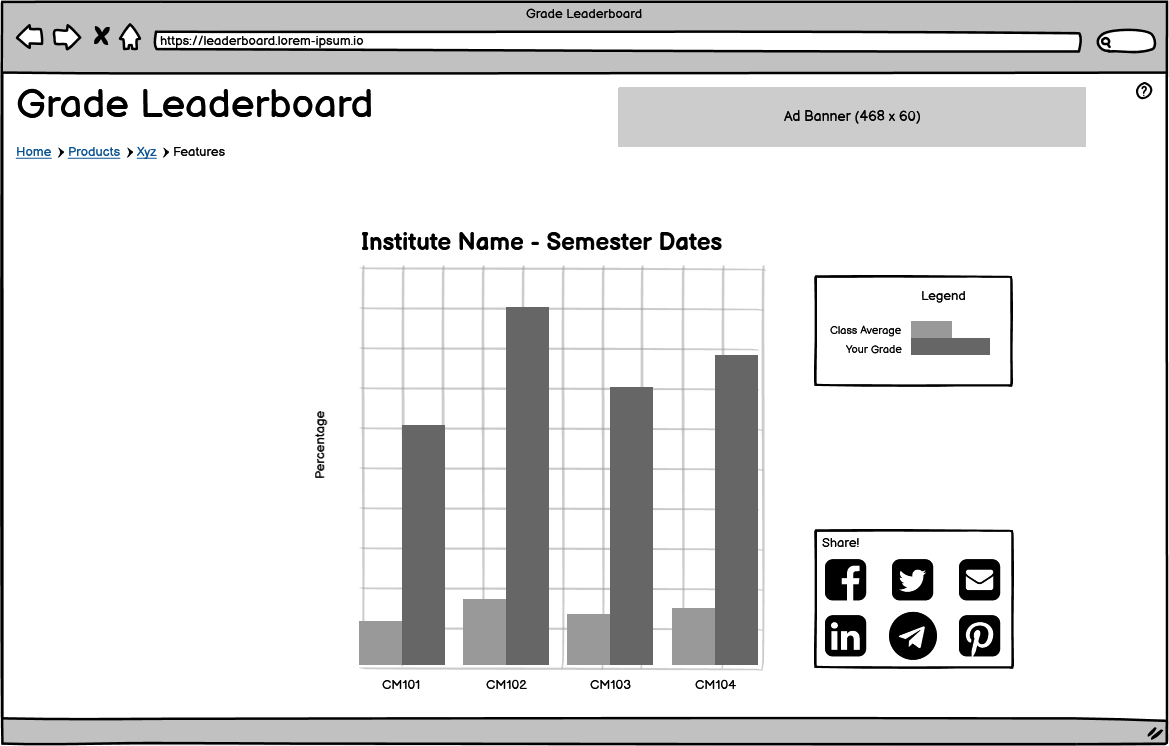 Grade Leaderboard
https://leaderboard.lorem-ipsum.io
Grade Leaderboard
Ad Banner (468 x 60)
?
Home Products Xyz Features
Institute Name - Semester Dates
Legend
Class Average
Your Grade
Percentage
Share!
in
CM101 CM102 CM103 CM104